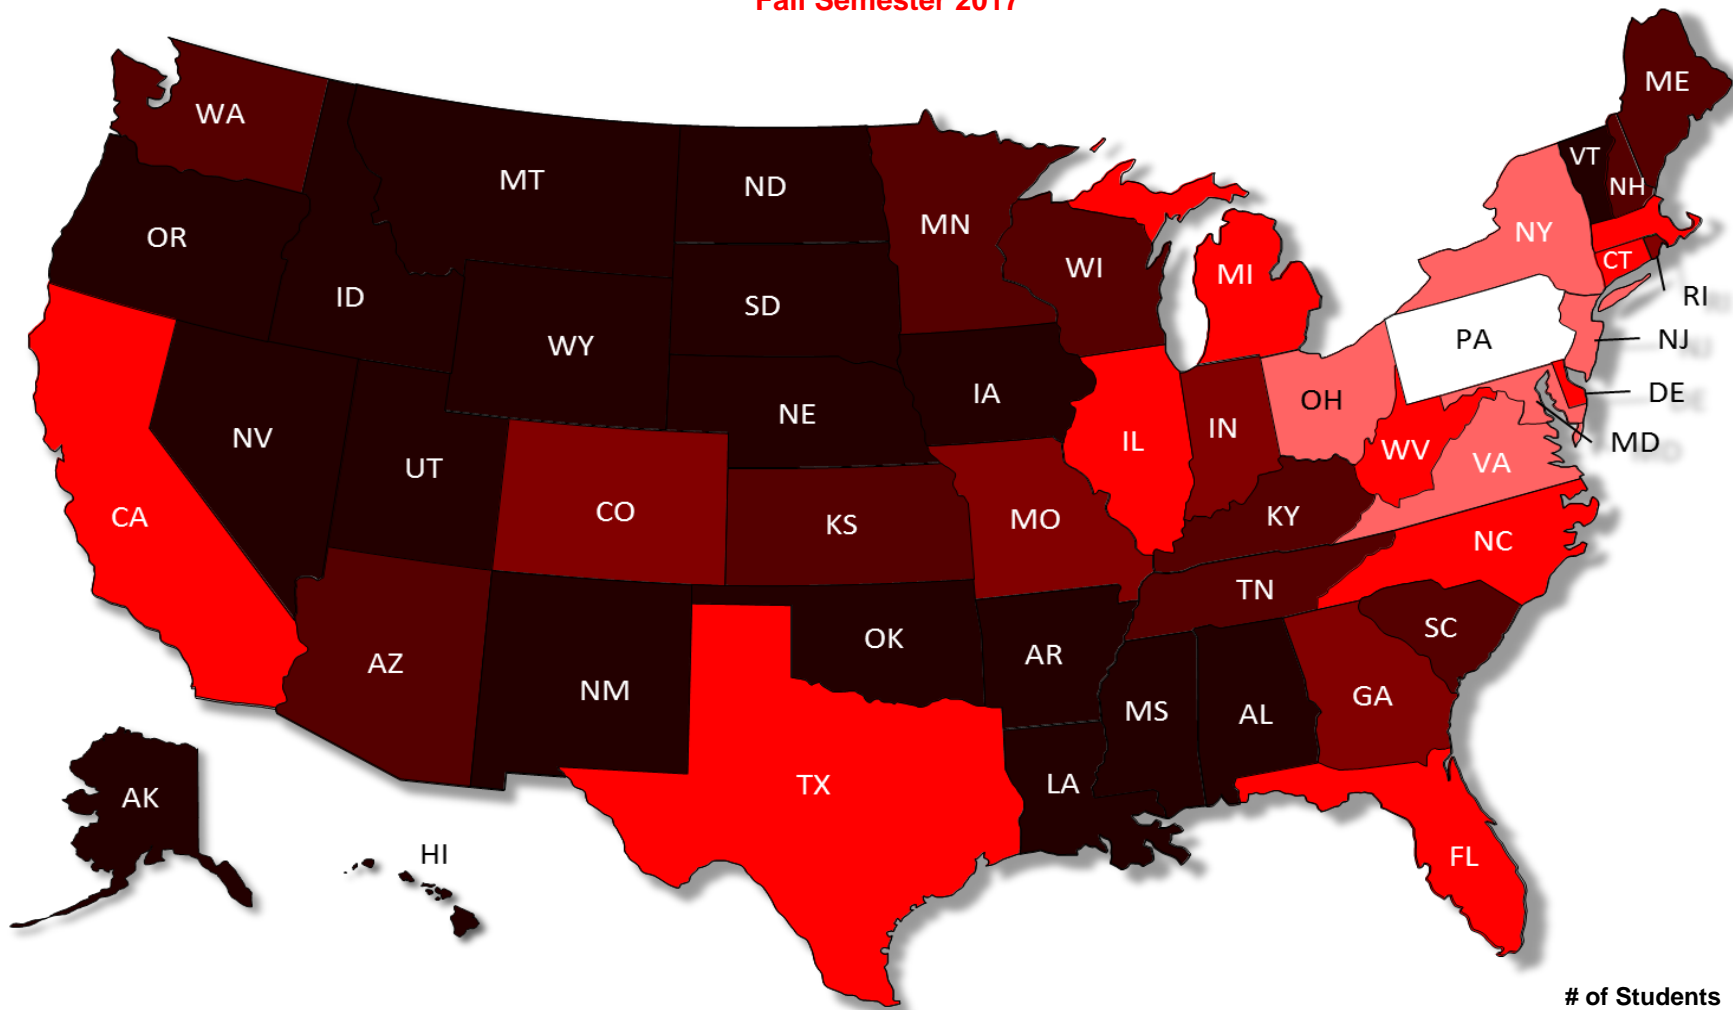 Fall Semester 2017
ME
WA
VT
MT
ND
NH
MN
NY
OR
WI
CT
MI
ID
SD
RI
WY
PA
NJ
IA
DE
NE
OH
NV
IN
MD
IL
WV
UT
VA
CO
CA
KS
MO
KY
NC
TN
SC
OK
AR
AZ
NM
GA
MS
AL
TX
LA
AK
HI
FL
# of Students